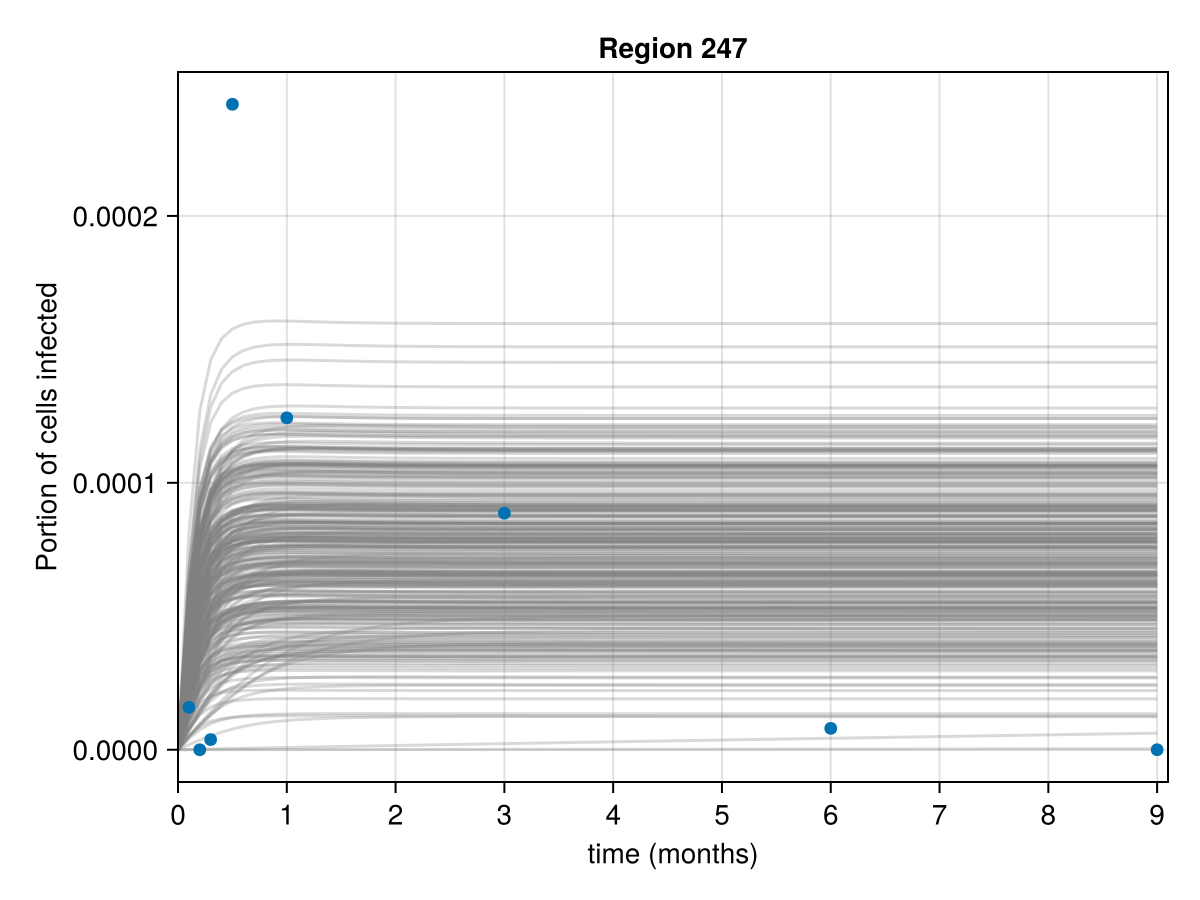 Region 247
Portion of cells infected
0.0002
0.0001
0.0000
0 1 2 3 4 5 6 7 8 9
time (months)